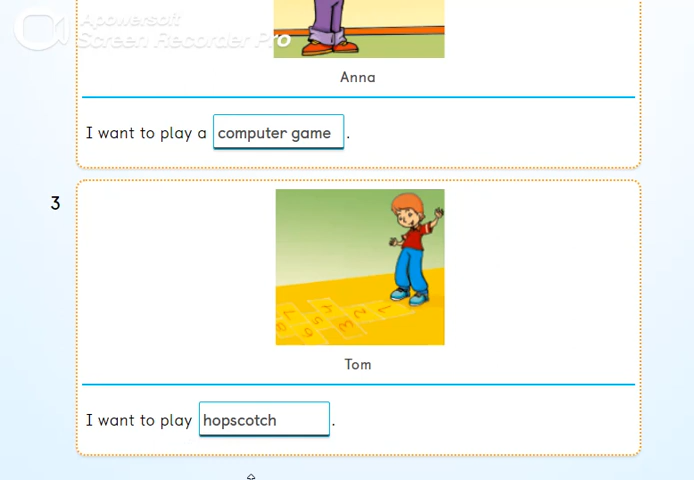 Apowersoft
Screen Recorder Pro
Anna
I want to play a computer game .
3
Tom
I want to play hopscotch .